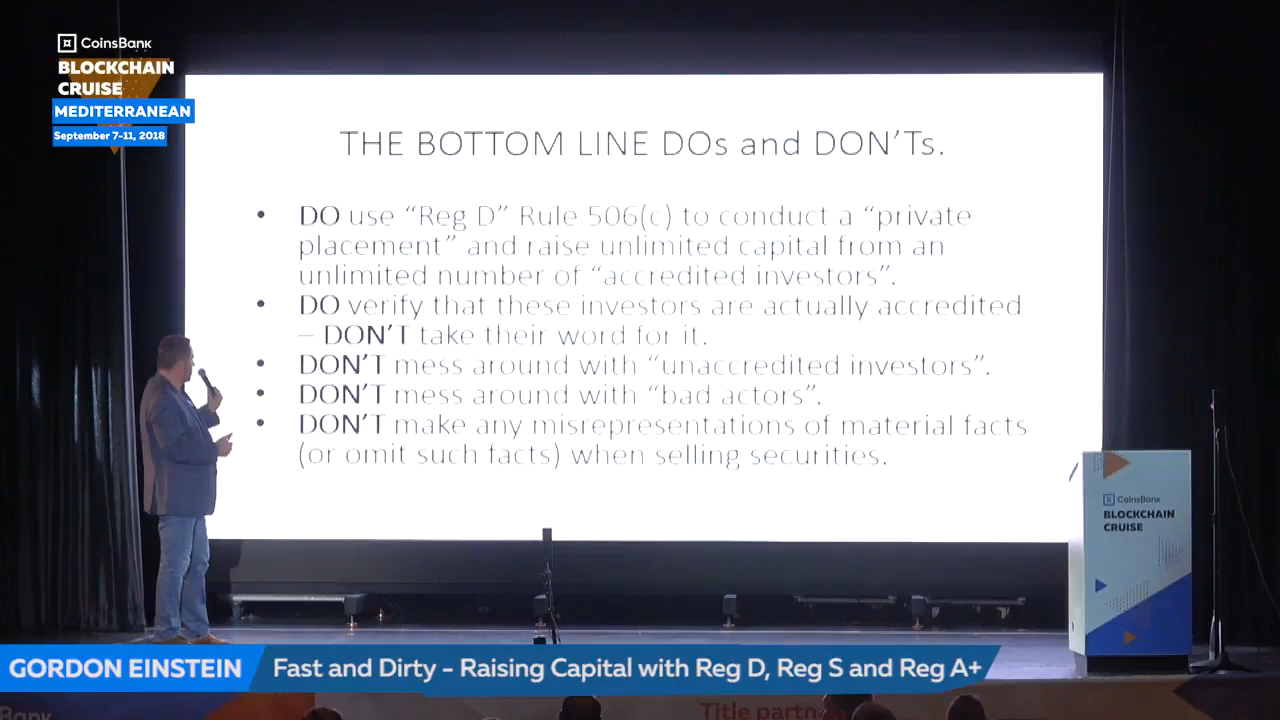 CoinsBank
BLOCKCHAIN
CRUISE
MEDITERRANEAN
September 7-11, 2018
THE BOTTOM LINE DOs and DON'Ts.
• DO use “Reg D” Rule 506(c) to conduct a “private
placement” and raise unlimited capital from an
unlimited number of “accredited investors”.
• DO verify that these investors are actually accredited
– DON'T take their word for it.
• DON'T mess around with “unaccredited investors”.
• DON'T mess around with “bad actors”.
• DON'T make any misrepresentations of material facts
(or omit such facts) when selling securities.
CoinsBank
BLOCKCHAIN
CRUISE
GORDON EINSTEIN
Fast and Dirty – Raising Capital with Reg D, Reg S and Reg A+
Title